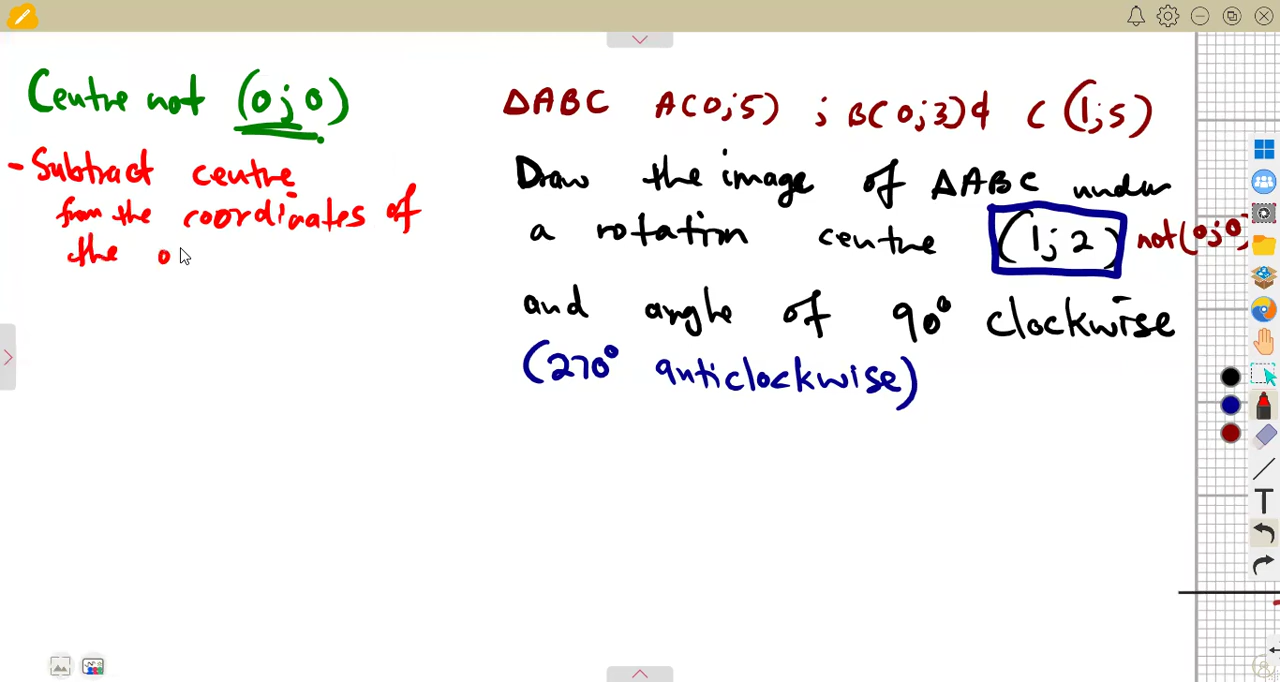 Centre not (0;0)
- Subtract centre
from the coordinates of
the o
ΔABC A(0;5) ; B(0;3) & C(1;5)
Draw the image of ΔABC under
a rotation centre (1;2) not(0;0)
and angle of 90° clockwise
(270° anticlockwise)